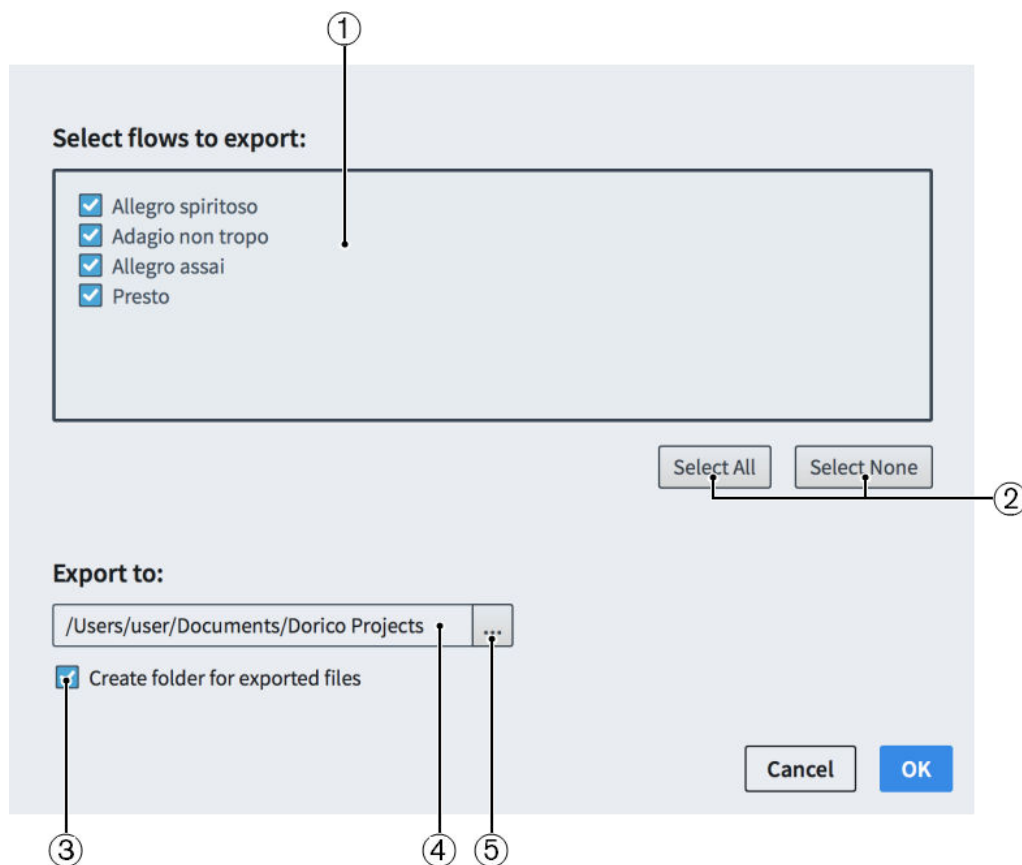 ①
Select flows to export:
Allegro spiritoso
Adagio non tropo
Allegro assai
Presto
Select All Select None
②
Export to:
/Users/user/Documents/Dorico Projects ...
Create folder for exported files
Cancel OK
③ ④ ⑤